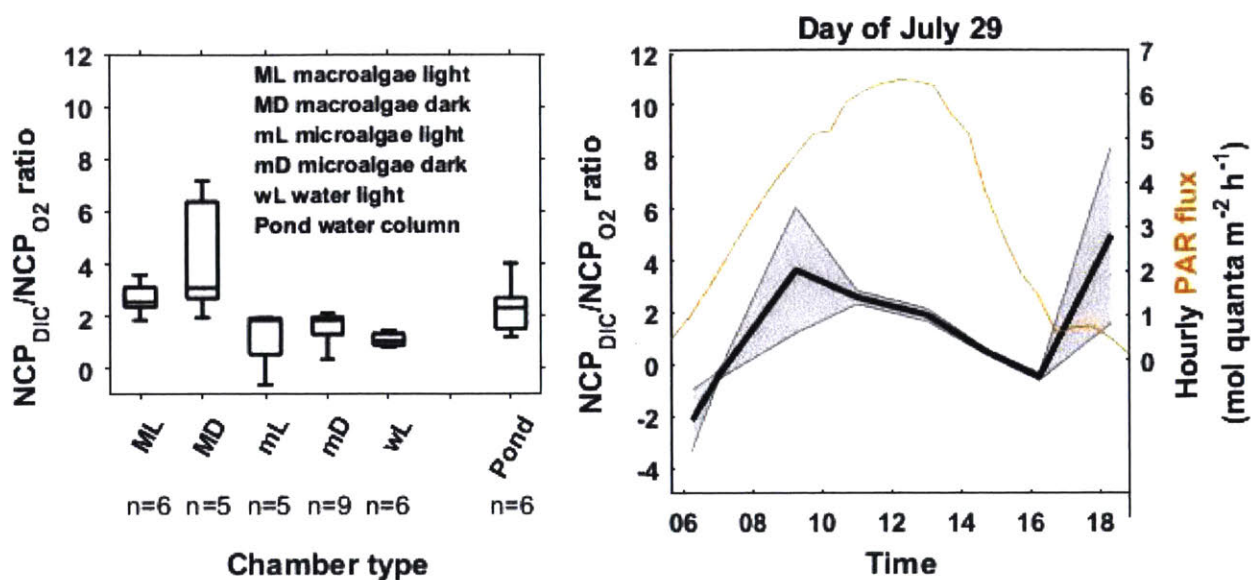 NCP_DIC/NCP_O2 ratio
12
10
8
6
4
2
0
ML macroalgae light
MD macroalgae dark
mL microalgae light
mD microalgae dark
wL water light
Pond water column
ML
MD
mL
mD
wL
Pond
n=6
n=5
n=5
n=9
n=6
n=6
Chamber type
Day of July 29
NCP_DIC/NCP_O2 ratio
12
10
8
6
4
2
0
-2
-4
06
08
10
12
14
16
18
Time
7
6
5
4
3
2
1
0
Hourly PAR flux
(mol quanta m⁻² h⁻¹)